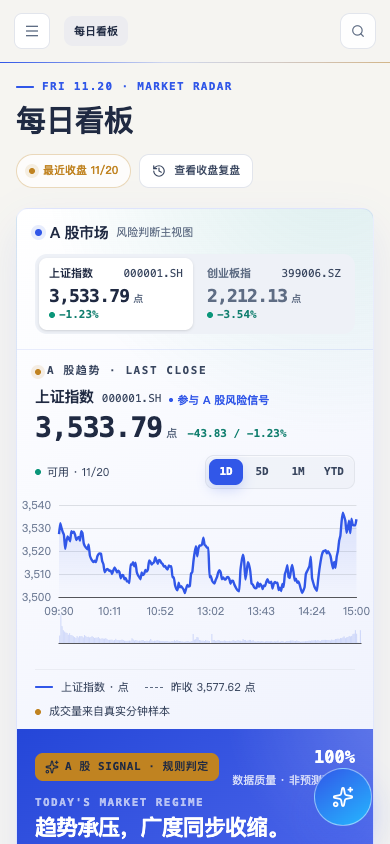 每日看板
FRI 11.20 · MARKET RADAR
每日看板
最近收盘 11/20
查看收盘复盘
A 股市场 风险判断主视图
上证指数 000001.SH
3,533.79 点
−1.23%
创业板指 399006.SZ
2,212.13 点
−3.54%
A 股趋势 · LAST CLOSE
上证指数 000001.SH • 参与 A 股风险信号
3,533.79 点 −43.83 / −1.23%
可用 · 11/20
1D 5D 1M YTD
3,540
3,530
3,520
3,510
3,500
09:30 10:11 10:52 13:02 13:43 14:24 15:00
上证指数 · 点 昨收 3,577.62 点
成交量来自真实分钟样本
A 股 SIGNAL · 规则判定
100%
数据质量 · 非预测
TODAY'S MARKET REGIME
趋势承压，广度同步收缩。